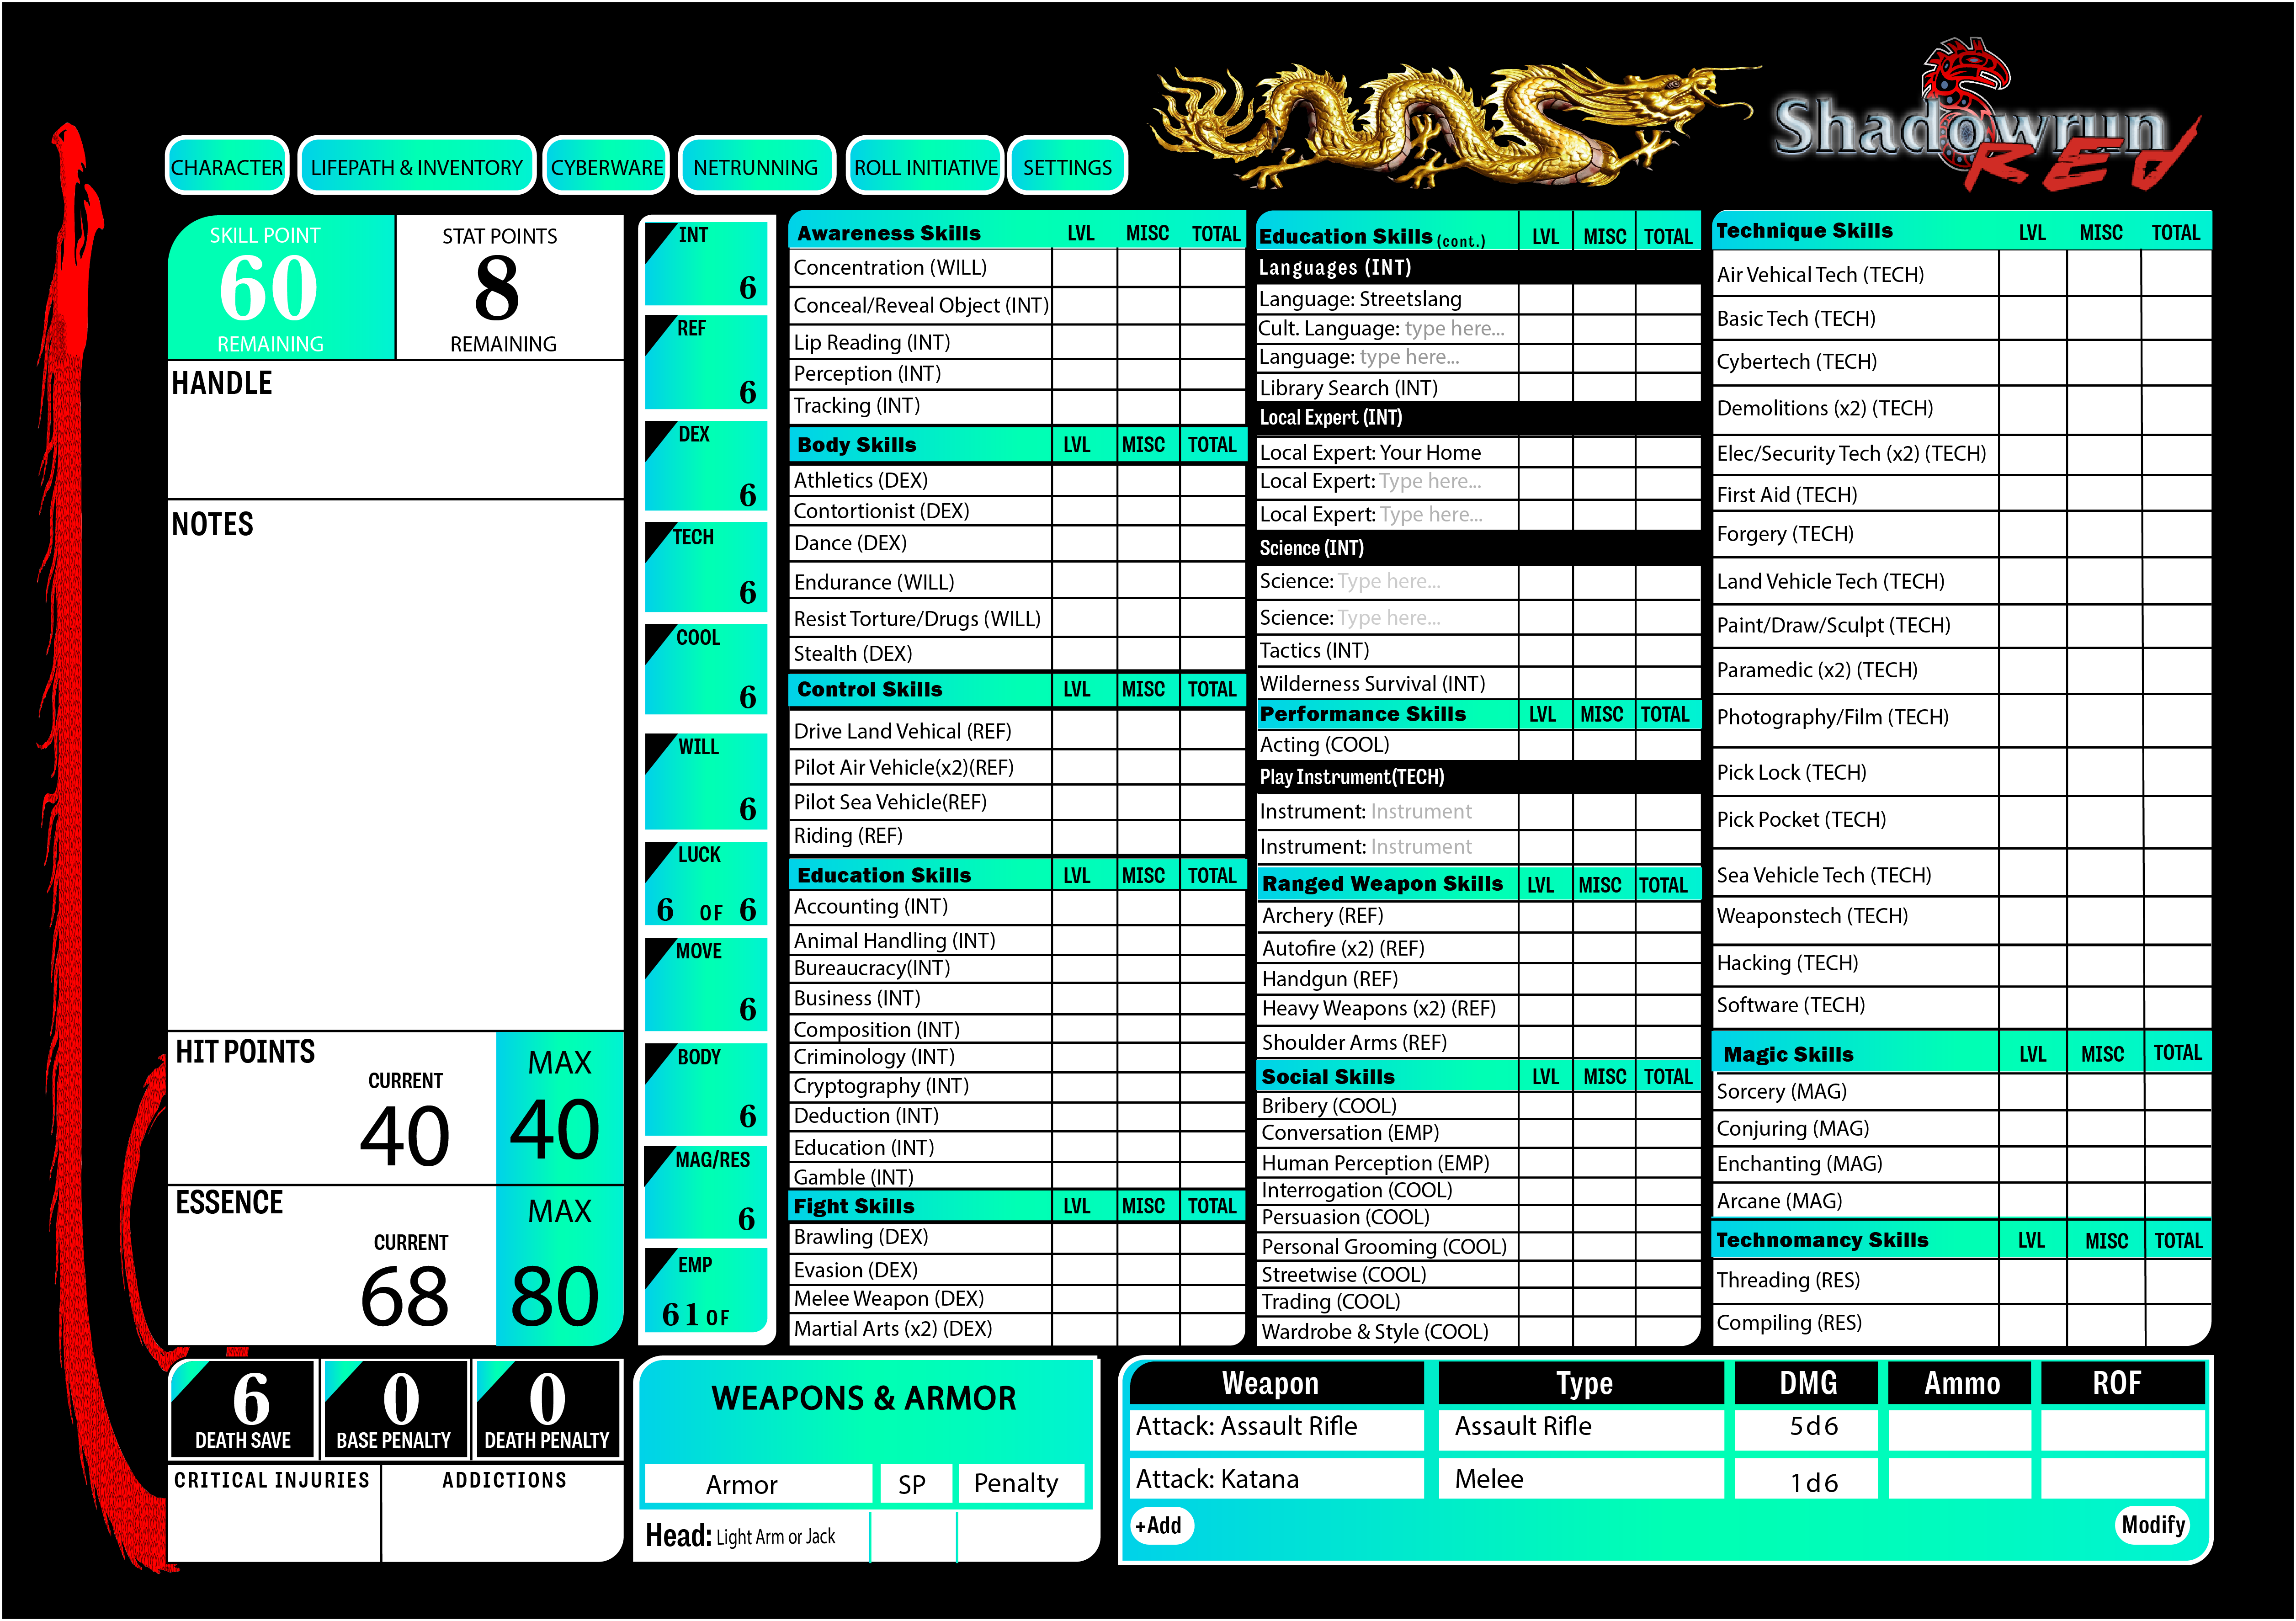 Shadowrun
RED
CHARACTER
LIFEPATH & INVENTORY
CYBERWARE
NETRUNNING
ROLL INITIATIVE
SETTINGS
SKILL POINT
60
REMAINING
STAT POINTS
8
REMAINING
HANDLE
NOTES
HIT POINTS
CURRENT
40
MAX
40
ESSENCE
CURRENT
68
MAX
80
6
DEATH SAVE
0
BASE PENALTY
0
DEATH PENALTY
CRITICAL INJURIES
ADDICTIONS
INT
6
REF
6
DEX
6
TECH
6
COOL
6
WILL
6
LUCK
6 OF 6
MOVE
6
BODY
6
MAG/RES
6
EMP
61 OF
Awareness Skills LVL MISC TOTAL
Concentration (WILL)
Conceal/Reveal Object (INT)
Lip Reading (INT)
Perception (INT)
Tracking (INT)
Body Skills LVL MISC TOTAL
Athletics (DEX)
Contortionist (DEX)
Dance (DEX)
Endurance (WILL)
Resist Torture/Drugs (WILL)
Stealth (DEX)
Control Skills LVL MISC TOTAL
Drive Land Vehical (REF)
Pilot Air Vehicle(x2)(REF)
Pilot Sea Vehicle(REF)
Riding (REF)
Education Skills LVL MISC TOTAL
Accounting (INT)
Animal Handling (INT)
Bureaucracy(INT)
Business (INT)
Composition (INT)
Criminology (INT)
Cryptography (INT)
Deduction (INT)
Education (INT)
Gamble (INT)
Fight Skills LVL MISC TOTAL
Brawling (DEX)
Evasion (DEX)
Melee Weapon (DEX)
Martial Arts (x2) (DEX)
Education Skills (cont.) LVL MISC TOTAL
Languages (INT)
Language: Streetslang
Cult. Language: type here...
Language: type here...
Library Search (INT)
Local Expert (INT)
Local Expert: Your Home
Local Expert: Type here...
Local Expert: Type here...
Science (INT)
Science: Type here...
Science: Type here...
Tactics (INT)
Wilderness Survival (INT)
Performance Skills LVL MISC TOTAL
Acting (COOL)
Play Instrument(TECH)
Instrument: Instrument
Instrument: Instrument
Ranged Weapon Skills LVL MISC TOTAL
Archery (REF)
Autofire (x2) (REF)
Handgun (REF)
Heavy Weapons (x2) (REF)
Shoulder Arms (REF)
Social Skills LVL MISC TOTAL
Bribery (COOL)
Conversation (EMP)
Human Perception (EMP)
Interrogation (COOL)
Persuasion (COOL)
Personal Grooming (COOL)
Streetwise (COOL)
Trading (COOL)
Wardrobe & Style (COOL)
Technique Skills LVL MISC TOTAL
Air Vehical Tech (TECH)
Basic Tech (TECH)
Cybertech (TECH)
Demolitions (x2) (TECH)
Elec/Security Tech (x2) (TECH)
First Aid (TECH)
Forgery (TECH)
Land Vehicle Tech (TECH)
Paint/Draw/Sculpt (TECH)
Paramedic (x2) (TECH)
Photography/Film (TECH)
Pick Lock (TECH)
Pick Pocket (TECH)
Sea Vehicle Tech (TECH)
Weaponstech (TECH)
Hacking (TECH)
Software (TECH)
Magic Skills LVL MISC TOTAL
Sorcery (MAG)
Conjuring (MAG)
Enchanting (MAG)
Arcane (MAG)
Technomancy Skills LVL MISC TOTAL
Threading (RES)
Compiling (RES)
WEAPONS & ARMOR
Armor SP Penalty
Head: Light Arm or Jack
Weapon Type DMG Ammo ROF
Attack: Assault Rifle Assault Rifle 5d6
Attack: Katana Melee 1d6
+Add
Modify